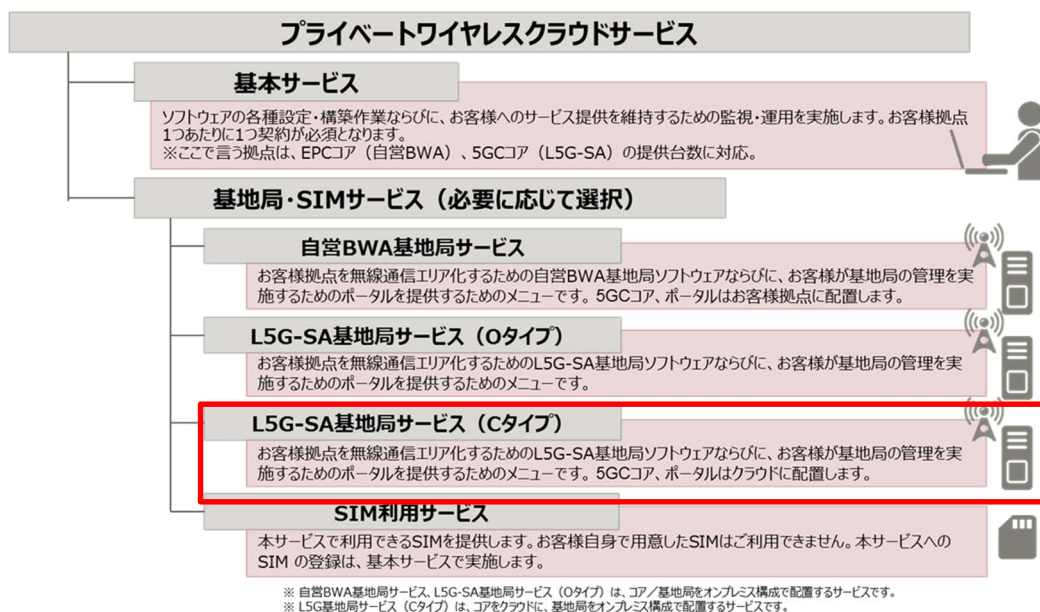 プライベートワイヤレスクラウドサービス
基本サービス
ソフトウェアの各種設定・構築作業ならびに、お客様へのサービス提供を維持するための監視・運用を実施します。お客様拠点
1つあたりに1つ契約が必須となります。
※ここで言う拠点は、EPCコア（自営BWA）、5GCコア（L5G-SA）の提供台数に対応。
基地局・SIMサービス（必要に応じて選択）
自営BWA基地局サービス
お客様拠点を無線通信エリア化するための自営BWA基地局ソフトウェアならびに、お客様が基地局の管理を実
施するためのポータルを提供するためのメニューです。5GCコア、ポータルはお客様拠点に配置します。
L5G-SA基地局サービス（Oタイプ）
お客様拠点を無線通信エリア化するためのL5G-SA基地局ソフトウェアならびに、お客様が基地局の管理を実
施するためのポータルを提供するためのメニューです。
L5G-SA基地局サービス（Cタイプ）
お客様拠点を無線通信エリア化するためのL5G-SA基地局ソフトウェアならびに、お客様が基地局の管理を実
施するためのポータルを提供するためのメニューです。5GCコア、ポータルはクラウドに配置します。
SIM利用サービス
本サービスで利用できるSIMを提供します。お客様自身で用意したSIMはご利用できません。本サービスへの
SIM の登録は、基本サービスで実施します。
※ 自営BWA基地局サービス、L5G-SA基地局サービス（Oタイプ）は、コア／基地局をオンプレミス構成で配置するサービスです。
※ L5G基地局サービス（Cタイプ）は、コアをクラウドに、基地局をオンプレミス構成で配置するサービスです。